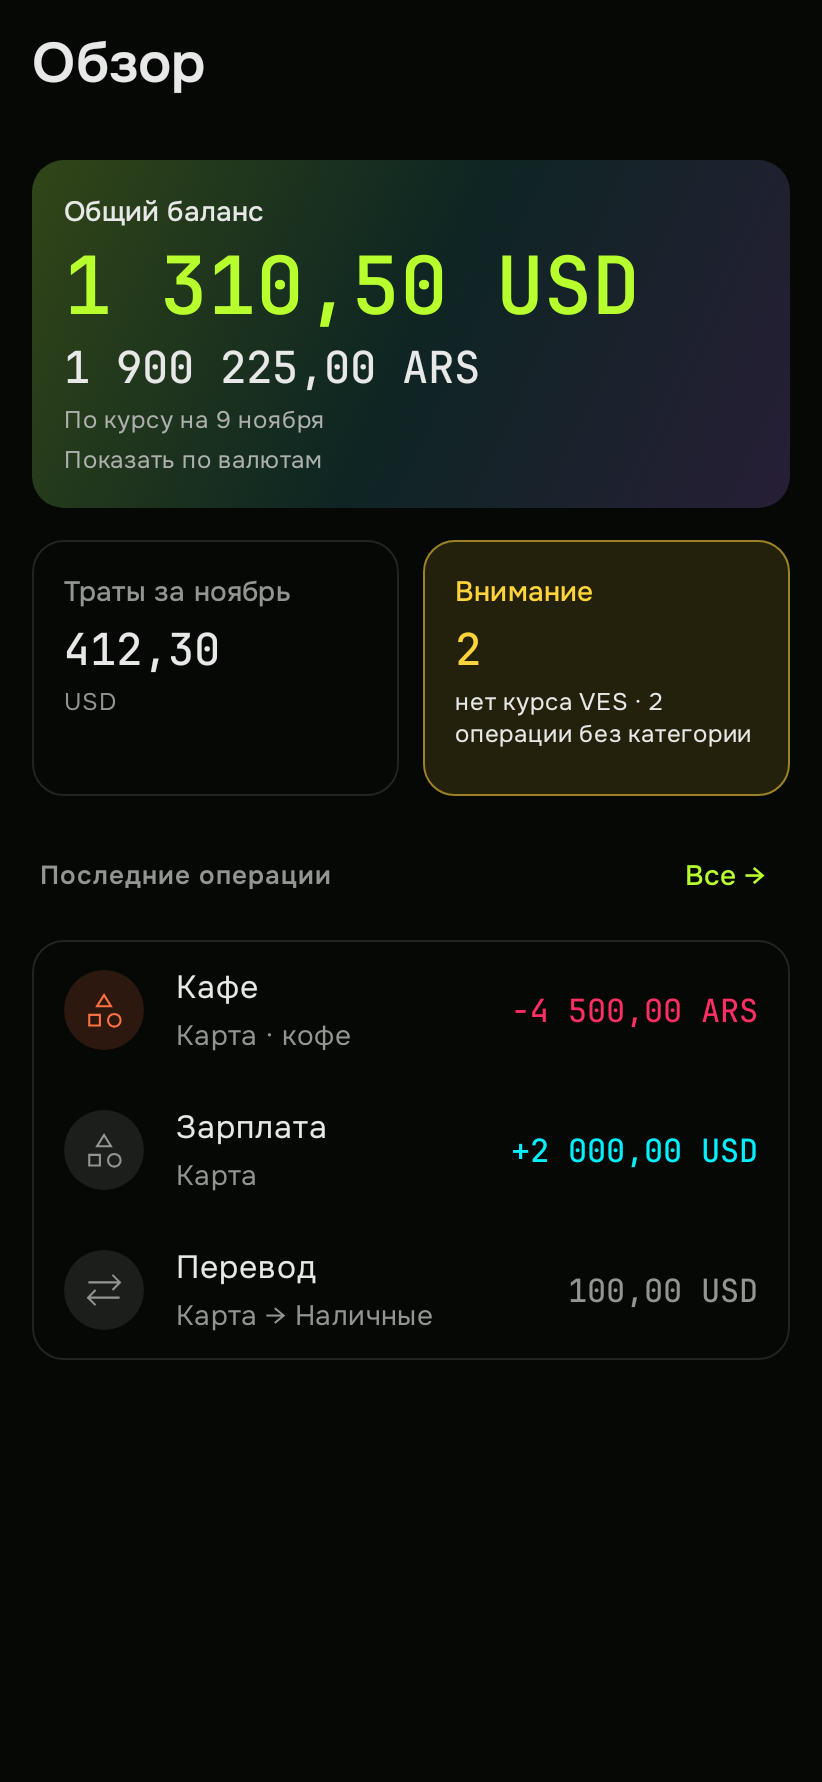 Обзор
Общий баланс
1 310,50 USD
1 900 225,00 ARS
По курсу на 9 ноября
Показать по валютам
Траты за ноябрь
412,30
USD
Внимание
2
нет курса VES · 2
операции без категории
Последние операции
Все →
Кафе
Карта · кофе
-4 500,00 ARS
Зарплата
Карта
+2 000,00 USD
Перевод
Карта → Наличные
100,00 USD